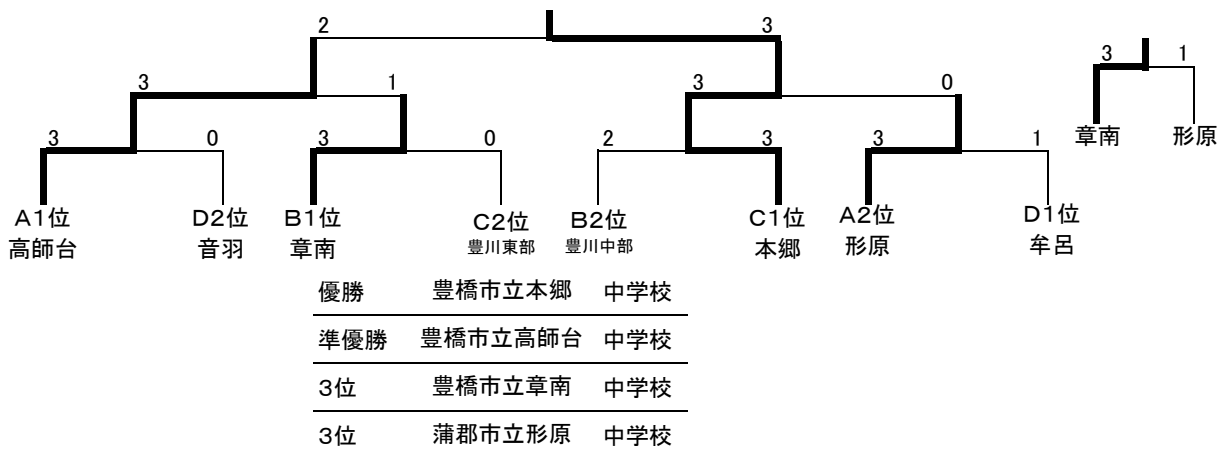 2 3
3 1 3 0 3 1
3 0 3 0 2 3 3 1 章南 形原
A1位 D2位 B1位 C2位 B2位 C1位 A2位 D1位
高師台 音羽 章南 豊川東部 豊川中部 本郷 形原 牟呂
優勝 豊橋市立本郷 中学校
準優勝 豊橋市立高師台 中学校
3位 豊橋市立章南 中学校
3位 蒲郡市立形原 中学校